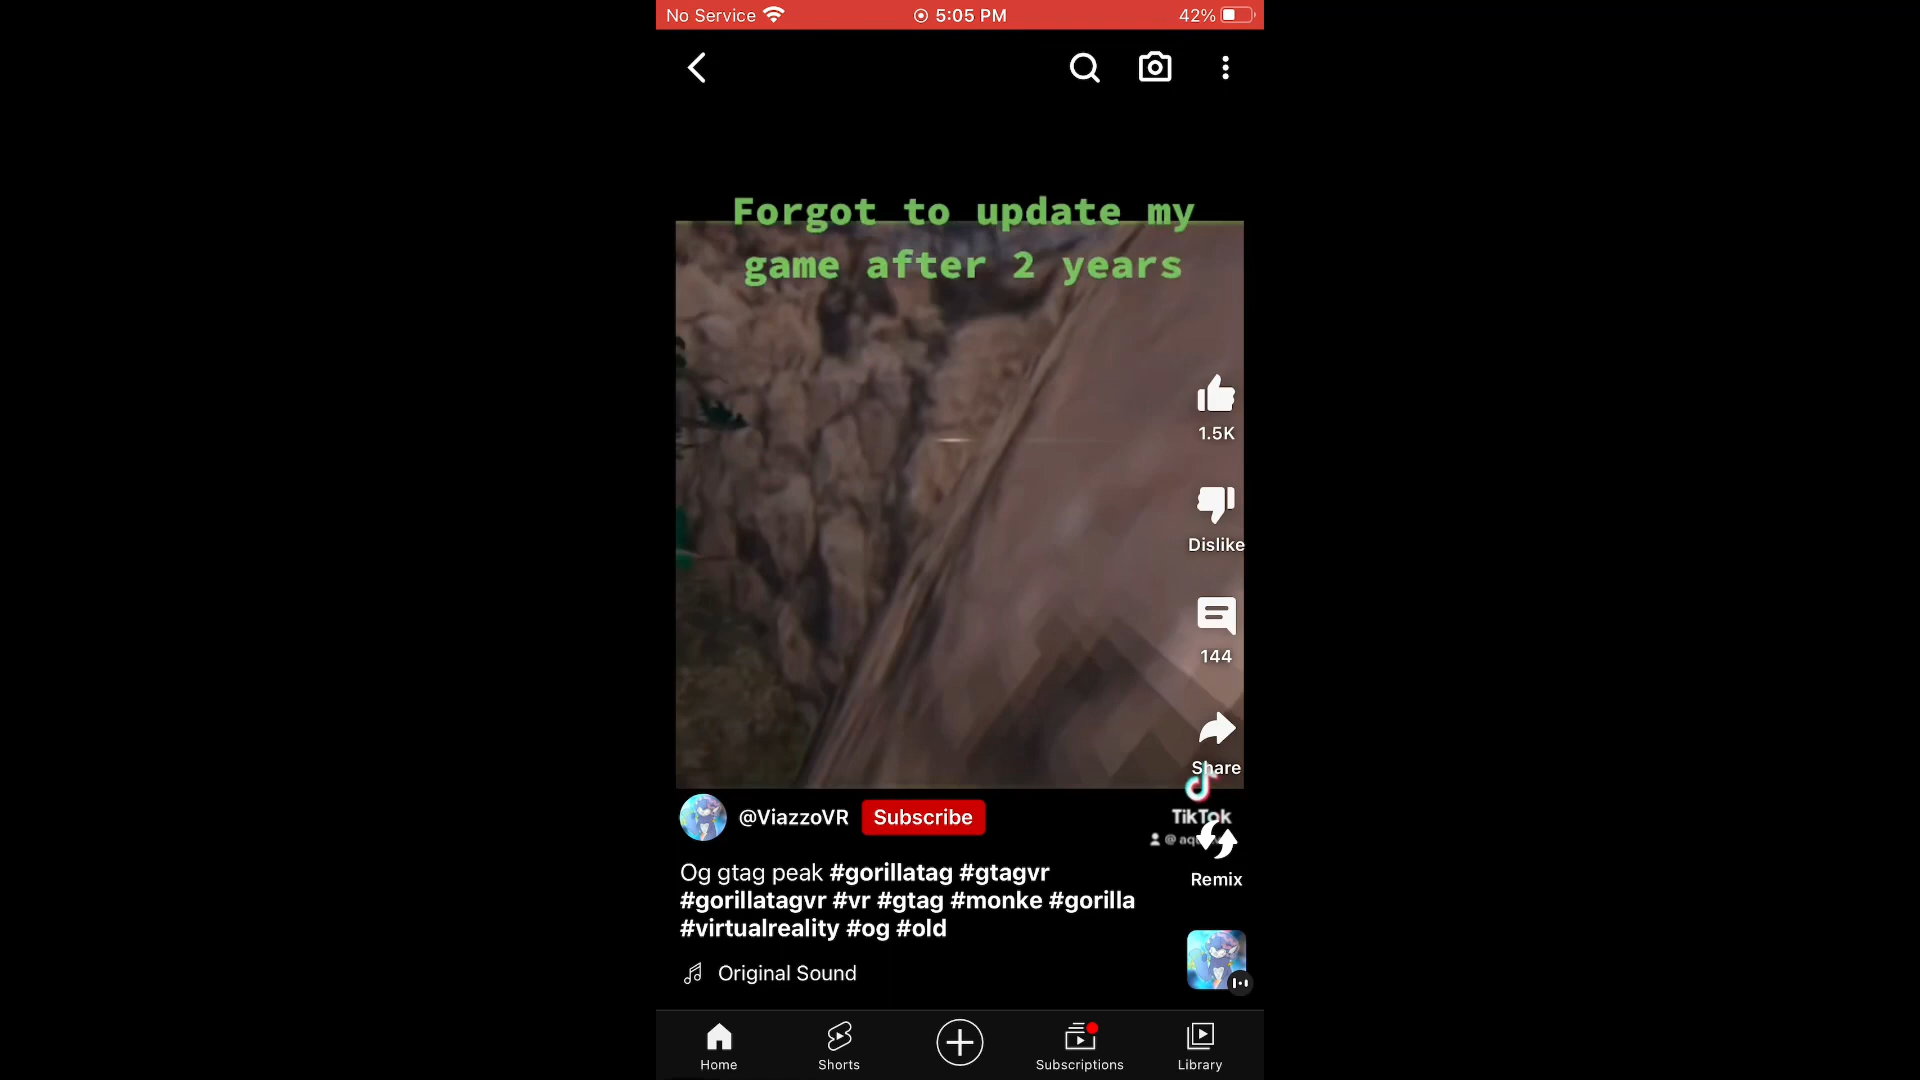 No Service
5:05 PM
42%
Forgot to update my
game after 2 years
1.5K
Dislike
144
Share
TikTok
@ViazzoVR
Subscribe
Remix
Og gtag peak #gorillatag #gtagvr
#gorillatagvr #vr #gtag #monke #gorilla
#virtualreality #og #old
Original Sound
Home
Shorts
Subscriptions
Library